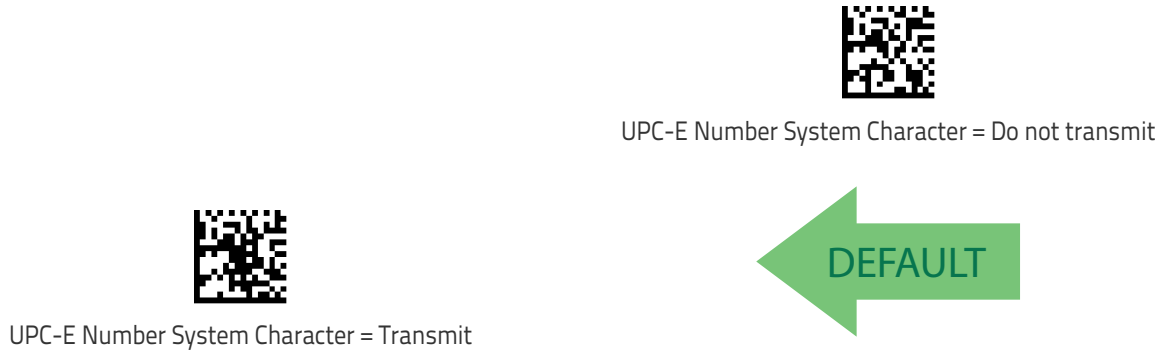 UPC-E Number System Character = Do not transmit
DEFAULT
UPC-E Number System Character = Transmit